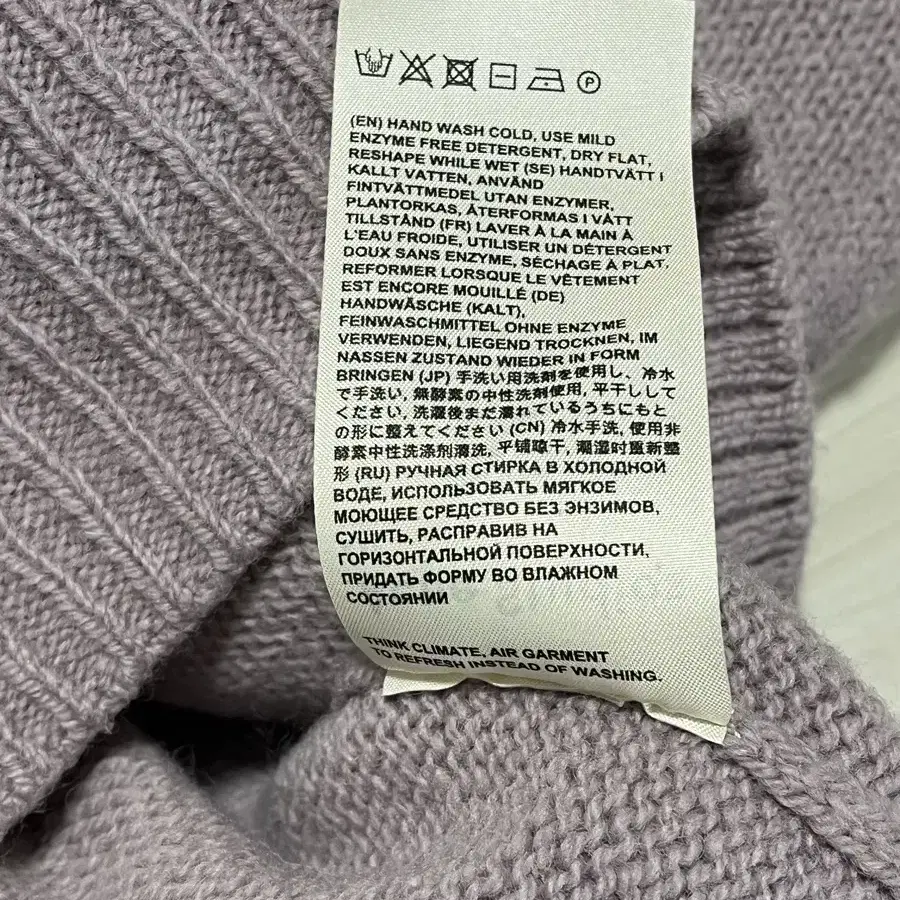 P
(EN) HAND WASH COLD, USE MILD
ENZYME FREE DETERGENT, DRY FLAT,
RESHAPE WHILE WET (SE) HANDTVÄTT I
KALLT VATTEN, ANVÄND
FINTVÄTTMEDEL UTAN ENZYMER,
PLANTORKAS, ÅTERFORMAS I VÅTT
TILLSTÅND (FR) LAVER À LA MAIN À
L'EAU FROIDE, UTILISER UN DÉTERGENT
DOUX SANS ENZYME, SÉCHAGE À PLAT,
REFORMER LORSQUE LE VÊTEMENT
EST ENCORE MOUILLÉ (DE)
HANDWÄSCHE (KALT),
FEINWASCHMITTEL OHNE ENZYME
VERWENDEN, LIEGEND TROCKNEN, IM
NASSEN ZUSTAND WIEDER IN FORM
BRINGEN (JP) 手洗い用洗剤を使用し、冷水
で手洗い, 無酵素の中性洗剤使用, 平干しして
ください, 洗濯後まだ濡れているうちにもと
の形に整えてください (CN) 冷水手洗, 使用非
酵素中性洗涤剂清洗, 平铺晾干, 潮湿时重新整
形 (RU) РУЧНАЯ СТИРКА В ХОЛОДНОЙ
ВОДЕ, ИСПОЛЬЗОВАТЬ МЯГКОЕ
МОЮЩЕЕ СРЕДСТВО БЕЗ ЭНЗИМОВ,
СУШИТЬ, РАСПРАВИВ НА
ГОРИЗОНТАЛЬНОЙ ПОВЕРХНОСТИ,
ПРИДАТЬ ФОРМУ ВО ВЛАЖНОМ
СОСТОЯНИИ
THINK CLIMATE, AIR GARMENT
TO REFRESH INSTEAD OF WASHING.